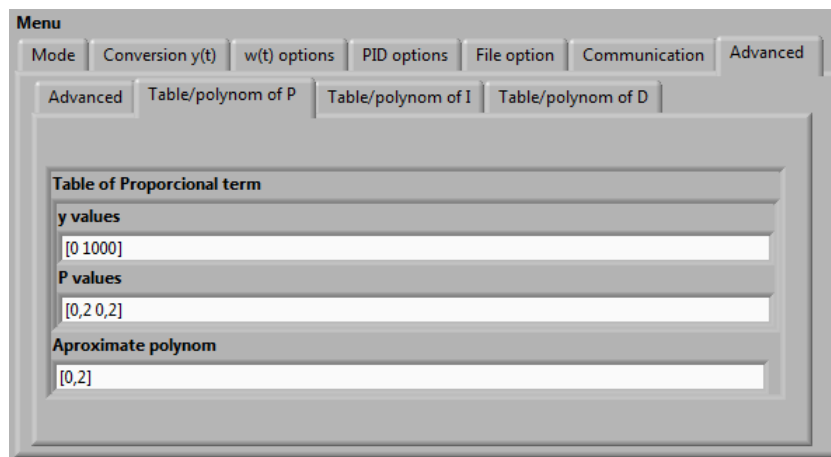 Menu
Mode Conversion y(t) w(t) options PID options File option Communication Advanced
Advanced Table/polynom of P Table/polynom of I Table/polynom of D
Table of Proporcional term
y values
[0 1000]
P values
[0,2 0,2]
Aproximate polynom
[0,2]